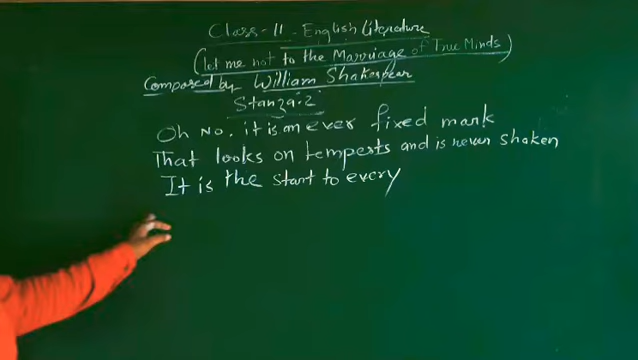 Class-11 - English Literature
(let me not to the Marriage of True Minds)
Composed by William Shakespear
Stanza:2
Oh No, it is an ever fixed mark
That looks on tempests and is never shaken
It is the start to every